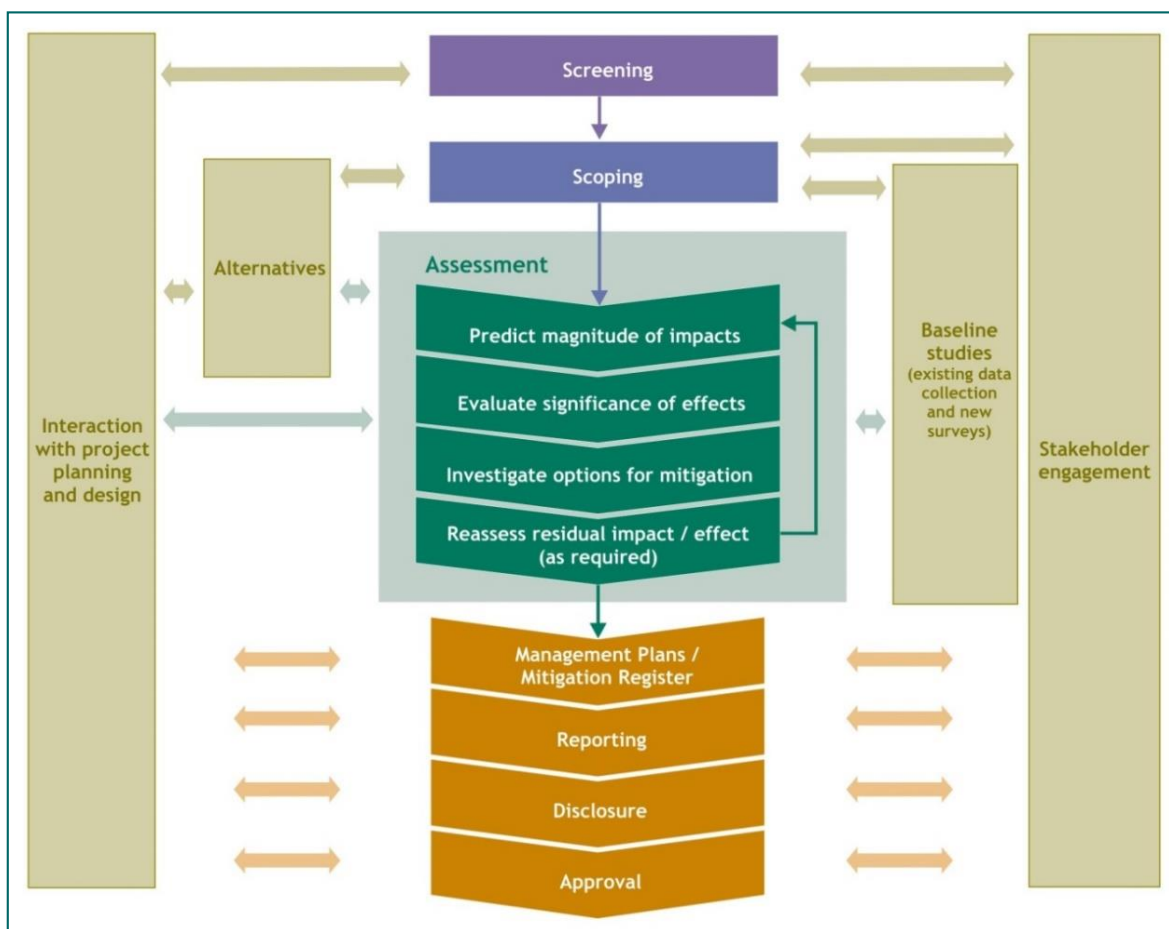 Screening
Scoping
Alternatives
Assessment
Predict magnitude of impacts
Evaluate significance of effects
Investigate options for mitigation
Reassess residual impact / effect
(as required)
Baseline
studies
(existing data
collection
and new
surveys)
Interaction
with project
planning
and design
Stakeholder
engagement
Management Plans /
Mitigation Register
Reporting
Disclosure
Approval